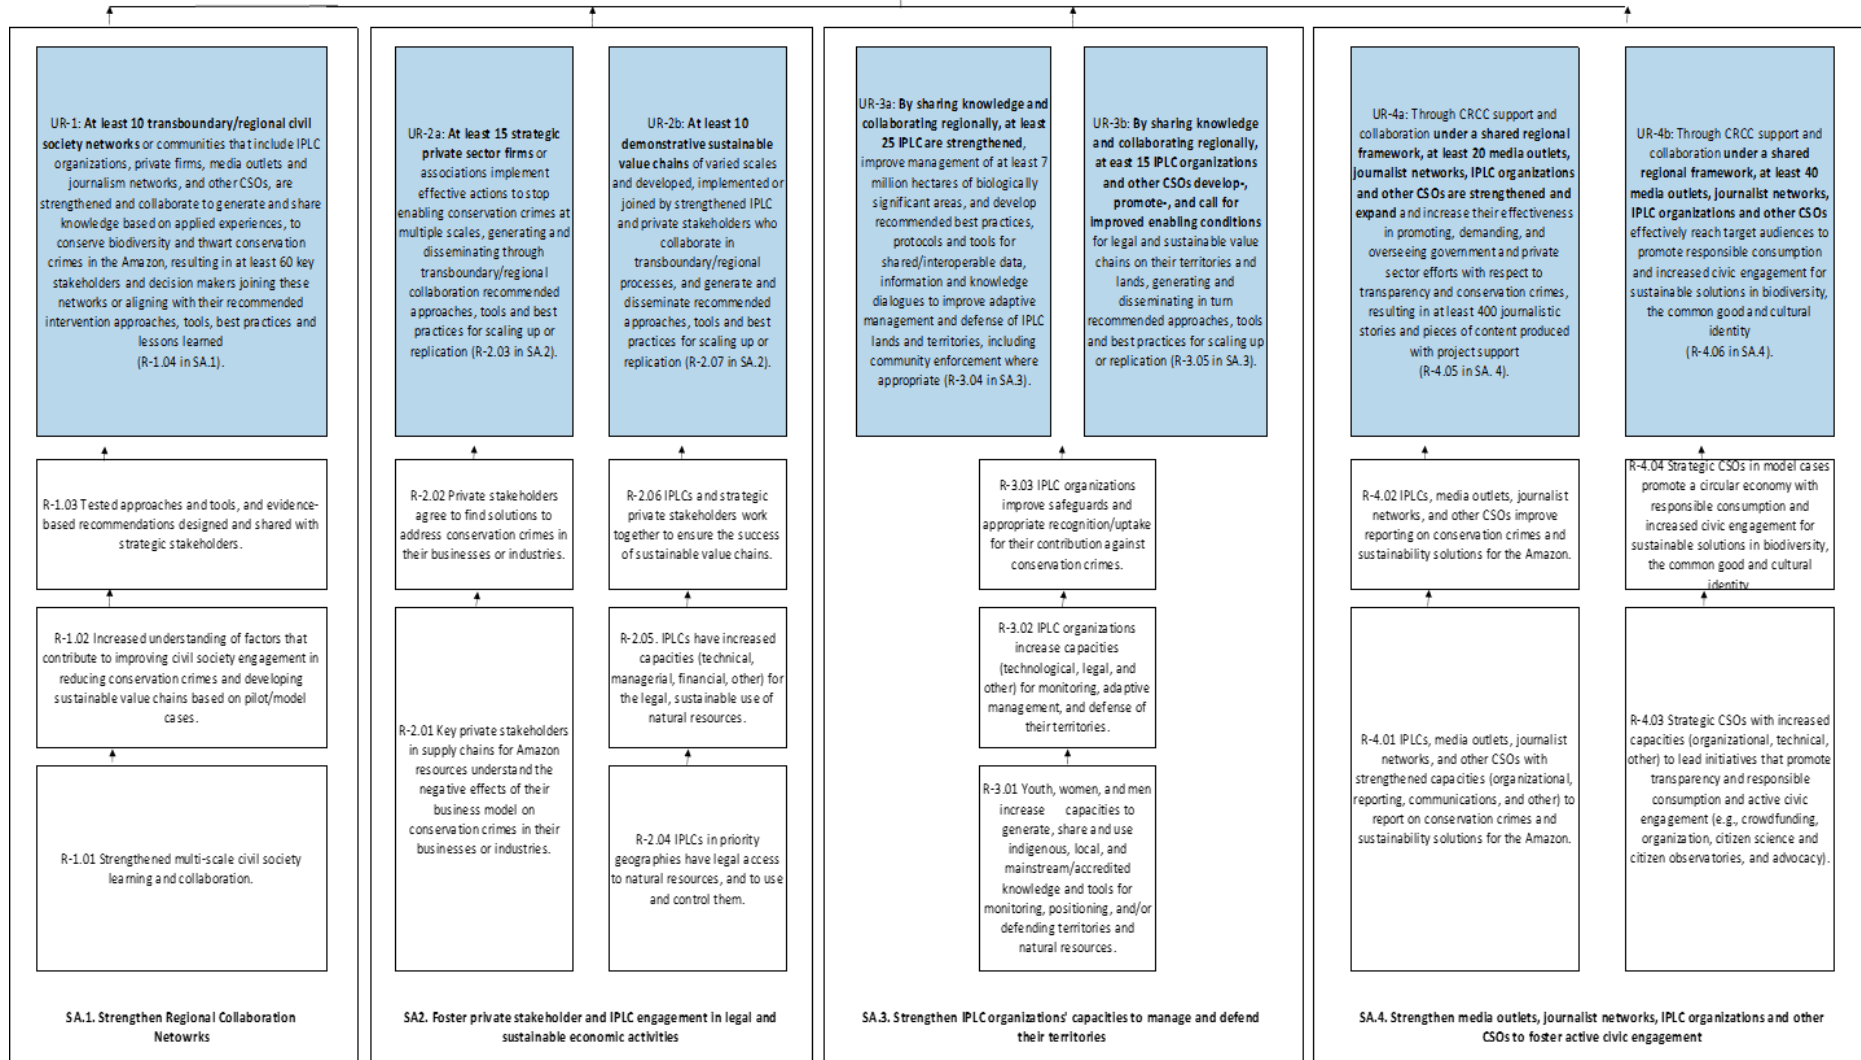 UR-1: At least 10 transboundary/regional civil
society networks or communities that include IPLC
organizations, private firms, media outlets and
journalism networks, and other CSOs, are
strengthened and collaborate to generate and share
knowledge based on applied experiences, to
conserve biodiversity and thwart conservation
crimes in the Amazon, resulting in at least 60 key
stakeholders and decision makers joining these
networks or aligning with their recommended
intervention approaches, tools, best practices and
lessons learned
(R-1.04 in SA.1).
R-1.03 Tested approaches and tools, and evidence-
based recommendations designed and shared with
strategic stakeholders.
R-1.02 Increased understanding of factors that
contribute to improving civil society engagement in
reducing conservation crimes and developing
sustainable value chains based on pilot/model
cases.
R-1.01 Strengthened multi-scale civil society
learning and collaboration.
SA.1. Strengthen Regional Collaboration
Netowrks
UR-2a: At least 15 strategic
private sector firms or
associations implement
effective actions to stop
enabling conservation crimes at
multiple scales, generating and
disseminating through
transboundary/regional
collaboration recommended
approaches, tools and best
practices for scaling up or
replication (R-2.03 in SA.2).
R-2.02 Private stakeholders
agree to find solutions to
address conservation crimes in
their businesses or industries.
R-2.01 Key private stakeholders
in supply chains for Amazon
resources understand the
negative effects of their
business model on
conservation crimes in their
businesses or industries.
UR-2b: At least 10
demonstrative sustainable
value chains of varied scales
and developed, implemented or
joined by strengthened IPLC
and private stakeholders who
collaborate in
transboundary/regional
processes, and generate and
disseminate recommended
approaches, tools and best
practices for scaling up or
replication (R-2.07 in SA.2).
R-2.06 IPLCs and strategic
private stakeholders work
together to ensure the success
of sustainable value chains.
R-2.05. IPLCs have increased
capacities (technical,
managerial, financial, other) for
the legal, sustainable use of
natural resources.
R-2.04 IPLCs in priority
geographies have legal access
to natural resources, and to use
and control them.
SA2. Foster private stakeholder and IPLC engagement in legal and
sustainable economic activities
UR-3a: By sharing knowledge and
collaborating regionally, at least
25 IPLC are strengthened,
improve management of at least 7
million hectares of biologically
significant areas, and develop
recommended best practices,
protocols and tools for
shared/interoperable data,
information and knowledge
dialogues to improve adaptive
management and defense of IPLC
lands and territories, including
community enforcement where
appropriate (R-3.04 in SA.3).
UR-3b: By sharing knowledge
and collaborating regionally,
at east 15 IPLC organizations
and other CSOs develop-,
promote-, and call for
improved enabling conditions
for legal and sustainable value
chains on their territories and
lands, generating and
disseminating in turn
recommended approaches, tools
and best practices for scaling up
or replication (R-3.05 in SA.3).
R-3.03 IPLC organizations
improve safeguards and
appropriate recognition/uptake
for their contribution against
conservation crimes.
R-3.02 IPLC organizations
increase capacities
(technological, legal, and
other) for monitoring, adaptive
management, and defense of
their territories.
R-3.01 Youth, women, and men
increase capacities to
generate, share and use
indigenous, local, and
mainstream/accredited
knowledge and tools for
monitoring, positioning, and/or
defending territories and
natural resources.
SA.3. Strengthen IPLC organizations' capacities to manage and defend
their territories
UR-4a: Through CRCC support and
collaboration under a shared regional
framework, at least 20 media outlets,
journalist networks, IPLC organizations
and other CSOs are strengthened and
expand and increase their effectiveness
in promoting, demanding, and
overseeing government and private
sector efforts with respect to
transparency and conservation crimes,
resulting in at least 400 journalistic
stories and pieces of content produced
with project support
(R-4.05 in SA. 4).
R-4.02 IPLCs, media outlets, journalist
networks, and other CSOs improve
reporting on conservation crimes and
sustainability solutions for the Amazon.
R-4.01 IPLCs, media outlets, journalist
networks, and other CSOs with
strengthened capacities (organizational,
reporting, communications, and other) to
report on conservation crimes and
sustainability solutions for the Amazon.
UR-4b: Through CRCC support and
collaboration under a shared
regional framework, at least 40
media outlets, journalist networks,
IPLC organizations and other CSOs
effectively reach target audiences to
promote responsible consumption
and increased civic engagement for
sustainable solutions in biodiversity,
the common good and cultural
identity
(R-4.06 in SA.4).
R-4.04 Strategic CSOs in model cases
promote a circular economy with
responsible consumption and
increased civic engagement for
sustainable solutions in biodiversity,
the common good and cultural
identity
R-4.03 Strategic CSOs with increased
capacities (organizational, technical,
other) to lead initiatives that promote
transparency and responsible
consumption and active civic
engagement (e.g., crowdfunding,
organization, citizen science and
citizen observatories, and advocacy).
SA.4. Strengthen media outlets, journalist networks, IPLC organizations and other
CSOs to foster active civic engagement